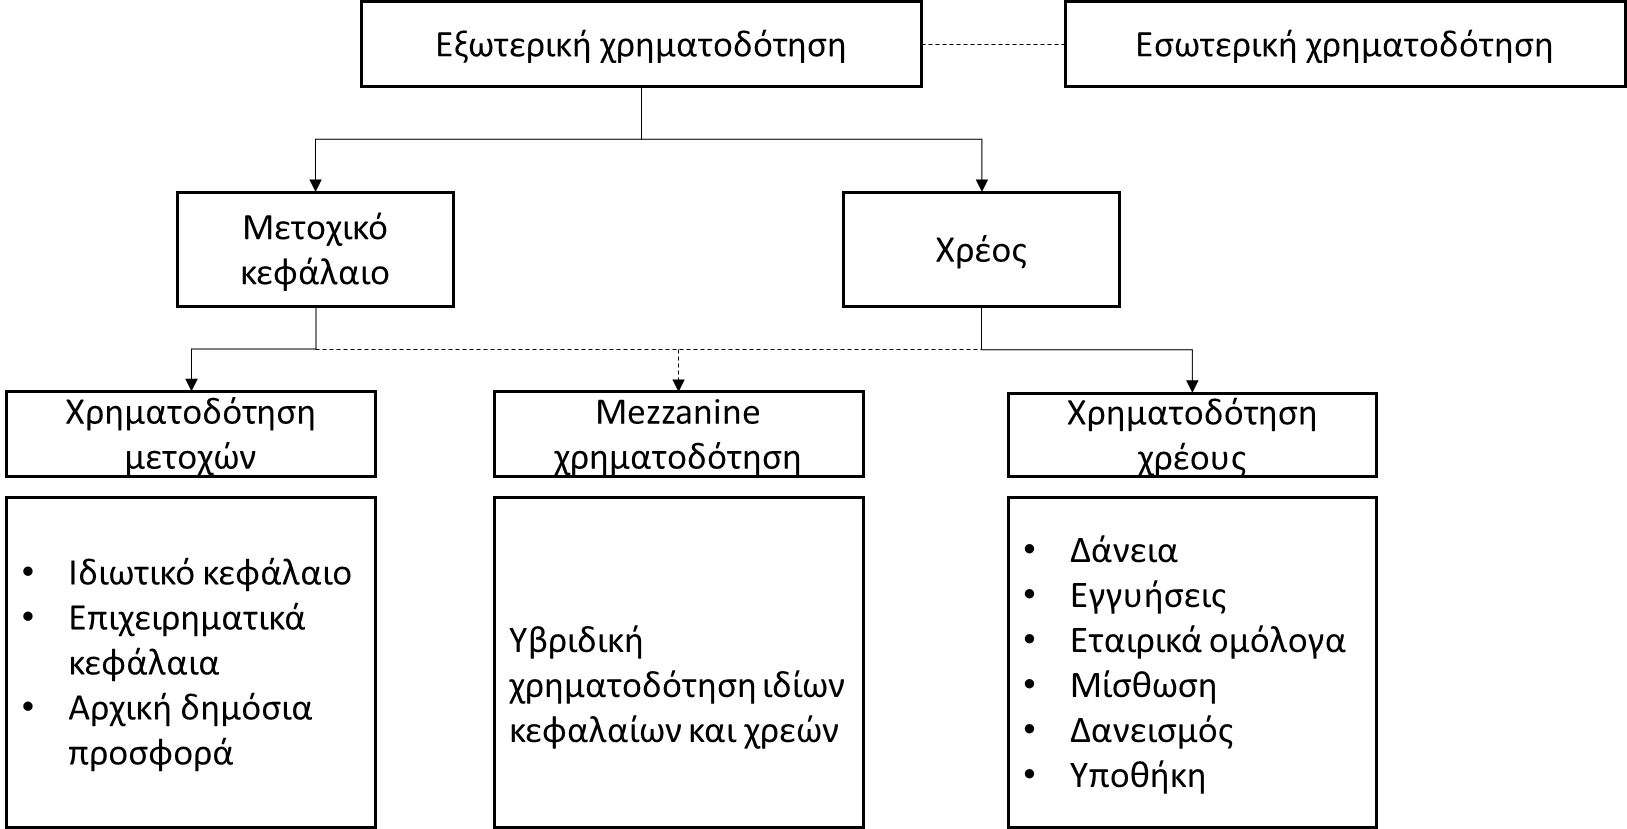 Εξωτερική χρηματοδότηση
Εσωτερική χρηματοδότηση
Μετοχικό
κεφάλαιο
Χρέος
Χρηματοδότηση
μετοχών
Mezzanine
χρηματοδότηση
Χρηματοδότηση
χρέους
• Ιδιωτικό κεφάλαιο
• Επιχειρηματικά
κεφάλαια
• Αρχική δημόσια
προσφορά
Υβριδική
χρηματοδότηση ιδίων
κεφαλαίων και χρεών
• Δάνεια
• Εγγυήσεις
• Εταιρικά ομόλογα
• Μίσθωση
• Δανεισμός
• Υποθήκη